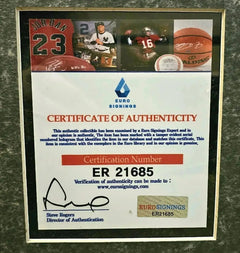 JORDAN
23
16
EURO
SIGNINGS
CERTIFICATE OF AUTHENTICITY
This authentic collectible has been examined by a Euro Signings Expert and in
our opinion is authentic. The item has been marked with a tamper evident serial
numbered hologram that identifies the item in our database and matches this certificate. This
item is consistent with the exemplars in the Euro library and in our opinion is genuine.
Certification Number
ER 21685
Verification of authenticity can be made to :
www.eurosignings.com
Steve Rogers
Director of Authentication
EUROSIGNINGS
ER21685